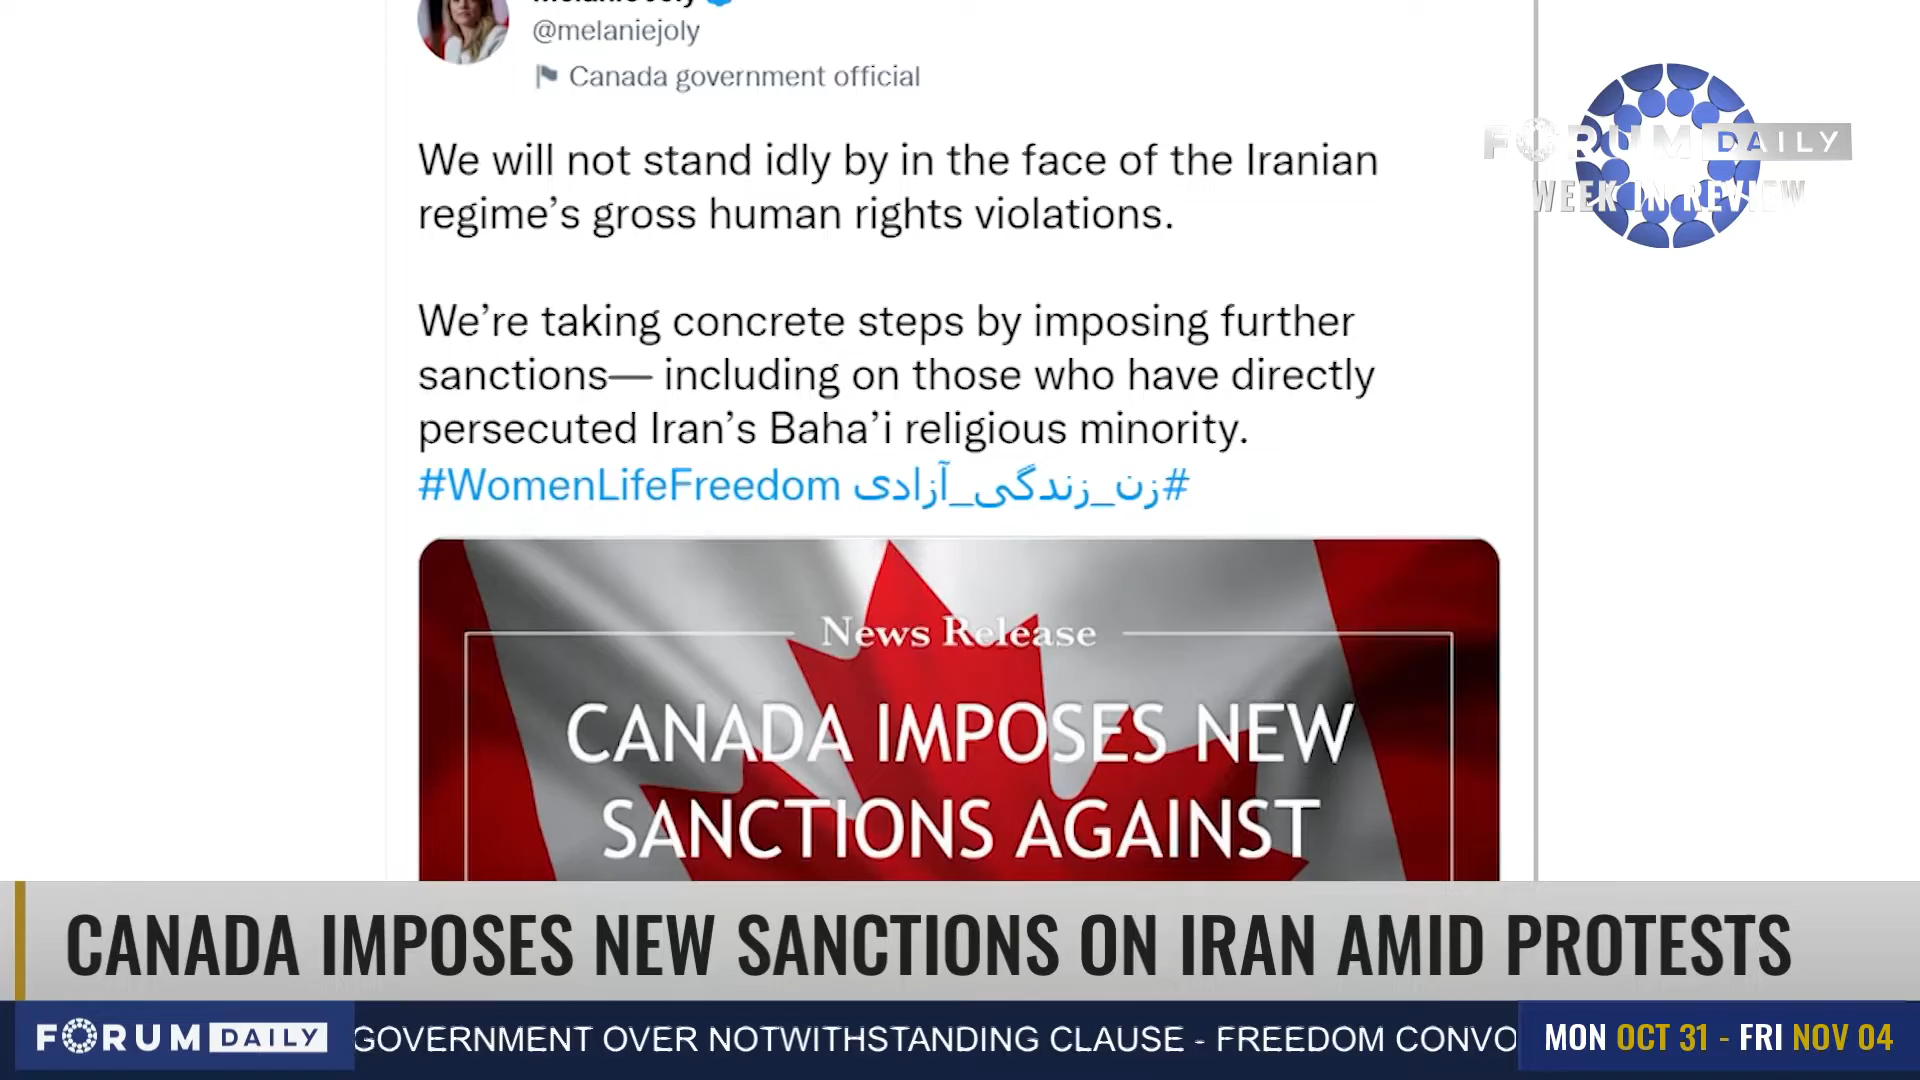 @melaniejoly
Canada government official
We will not stand idly by in the face of the Iranian
regime’s gross human rights violations.
We’re taking concrete steps by imposing further
sanctions— including on those who have directly
persecuted Iran’s Baha’i religious minority.
#WomenLifeFreedom #زن_زندگی_آزادی
FORUM DAILY
WEEK IN REVIEW
News Release
CANADA IMPOSES NEW
SANCTIONS AGAINST
CANADA IMPOSES NEW SANCTIONS ON IRAN AMID PROTESTS
FORUM DAILY
GOVERNMENT OVER NOTWITHSTANDING CLAUSE - FREEDOM CONVO
MON OCT 31 - FRI NOV 04